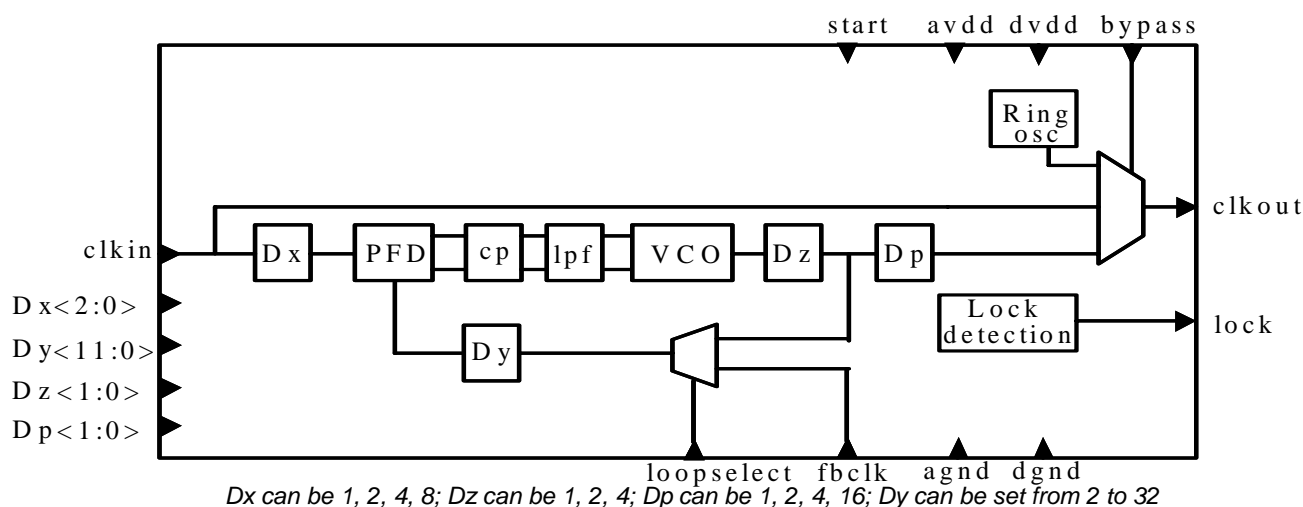 start avdd dvdd bypass
Ring
osc
clkout
clkin
Dx
PFD
cp
lpf
VCO
Dz
Dp
Dx<2:0>
Dy<11:0>
Dz<1:0>
Dp<1:0>
Dy
Lock
detection
lock
loopselect fbclk agnd dgnd
Dx can be 1, 2, 4, 8; Dz can be 1, 2, 4; Dp can be 1, 2, 4, 16; Dy can be set from 2 to 32